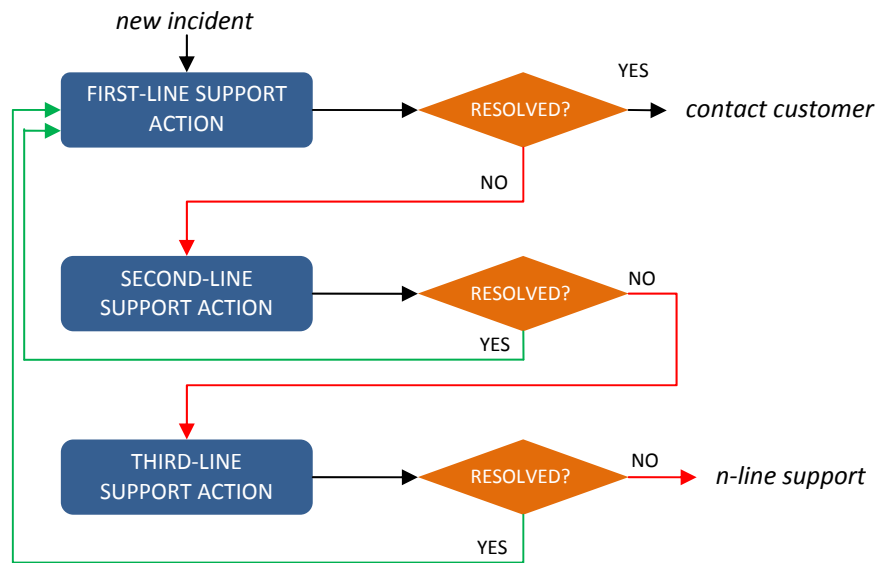 new incident
FIRST-LINE SUPPORT
ACTION
RESOLVED?
YES
contact customer
NO
SECOND-LINE
SUPPORT ACTION
RESOLVED?
NO
YES
THIRD-LINE
SUPPORT ACTION
RESOLVED?
NO
n-line support
YES